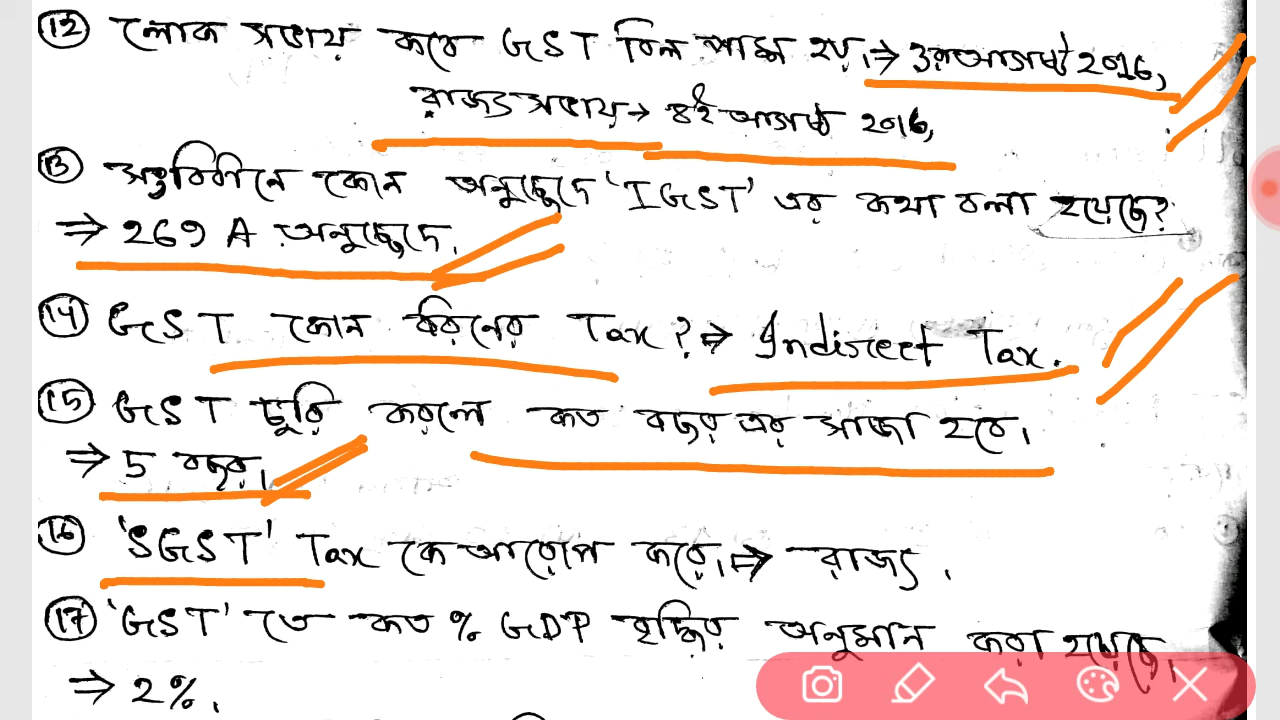 12 লোক সভায় কবে GST বিল পাস্ক হয়। ⇒ 3রা আগস্ট 2016,
রাজ্য সভায় → 8ই আগস্ট 2016,
13 সংবিধানে কোন অনুচ্ছেদে 'IGST' এর কথা বলা হয়েছে?
⇒ 269 A অনুচ্ছেদে.
14 GST কোন ধরনের Tax? ⇒ Indirect Tax.
15 GST চুরি করলে কত বছর এর সাজা হবে।
⇒ 5 বছর।
16 'SGST' Tax কে আরোপ করে। ⇒ রাজ্য.
17 'GST' তে কত % GDP বৃদ্ধির অনুমান করা হয়েছে।
⇒ 2%.